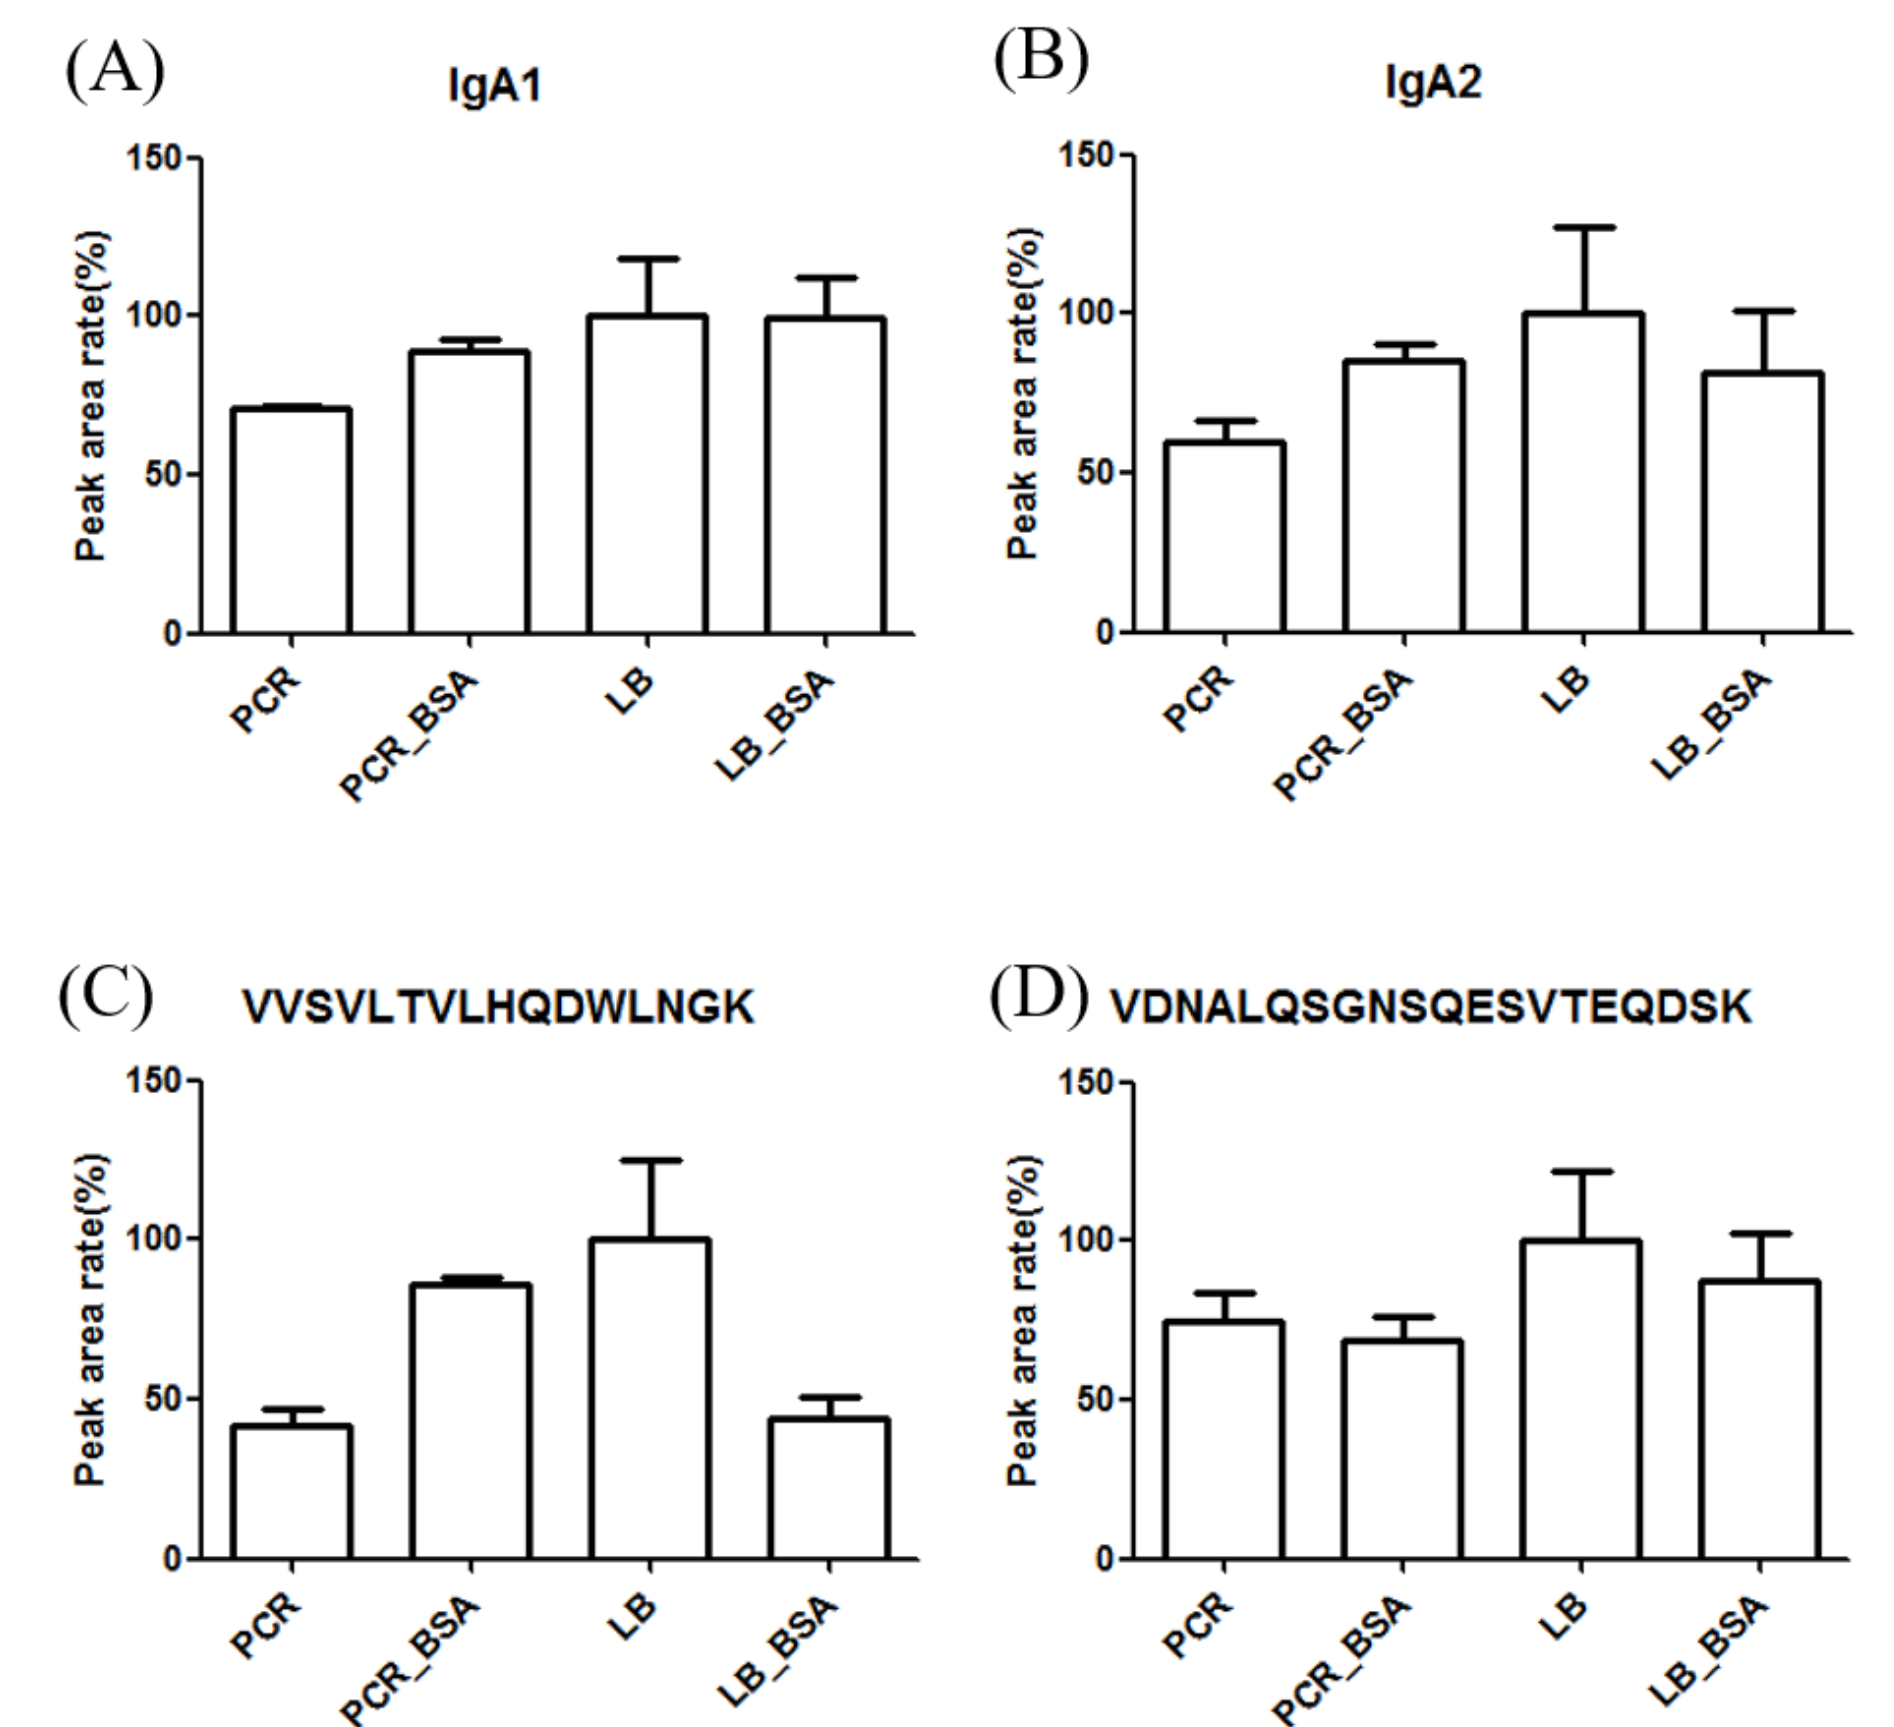 (A)
IgA1
150
100
50
0
Peak area rate(%)
PCR
PCR_BSA
LB
LB_BSA
(B)
IgA2
150
100
50
0
Peak area rate(%)
PCR
PCR_BSA
LB
LB_BSA
(C)
VVSVLTVLHQDWLNGK
150
100
50
0
Peak area rate(%)
PCR
PCR_BSA
LB
LB_BSA
(D)
VDNALQSGNSQESVTEQDSK
150
100
50
0
Peak area rate(%)
PCR
PCR_BSA
LB
LB_BSA